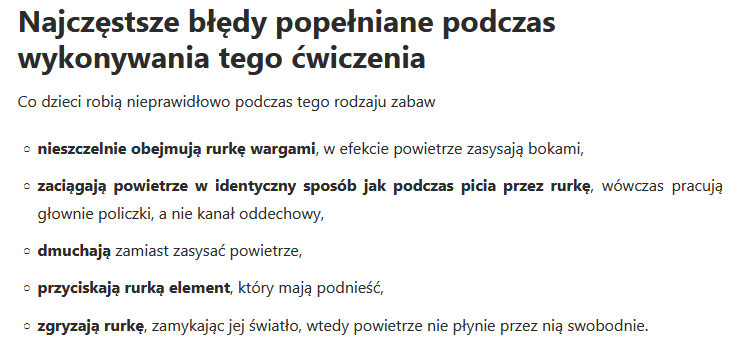 Najczęstsze błędy popełniane podczas
wykonywania tego ćwiczenia
Co dzieci robią nieprawidłowo podczas tego rodzaju zabaw
○ nieszczelnie obejmują rurkę wargami, w efekcie powietrze zasysają bokami,
○ zaciągają powietrze w identyczny sposób jak podczas picia przez rurkę, wówczas pracują
głownie policzki, a nie kanał oddechowy,
○ dmuchają zamiast zasysać powietrze,
○ przyciskają rurką element, który mają podnieść,
○ zgryzają rurkę, zamykając jej światło, wtedy powietrze nie płynie przez nią swobodnie.